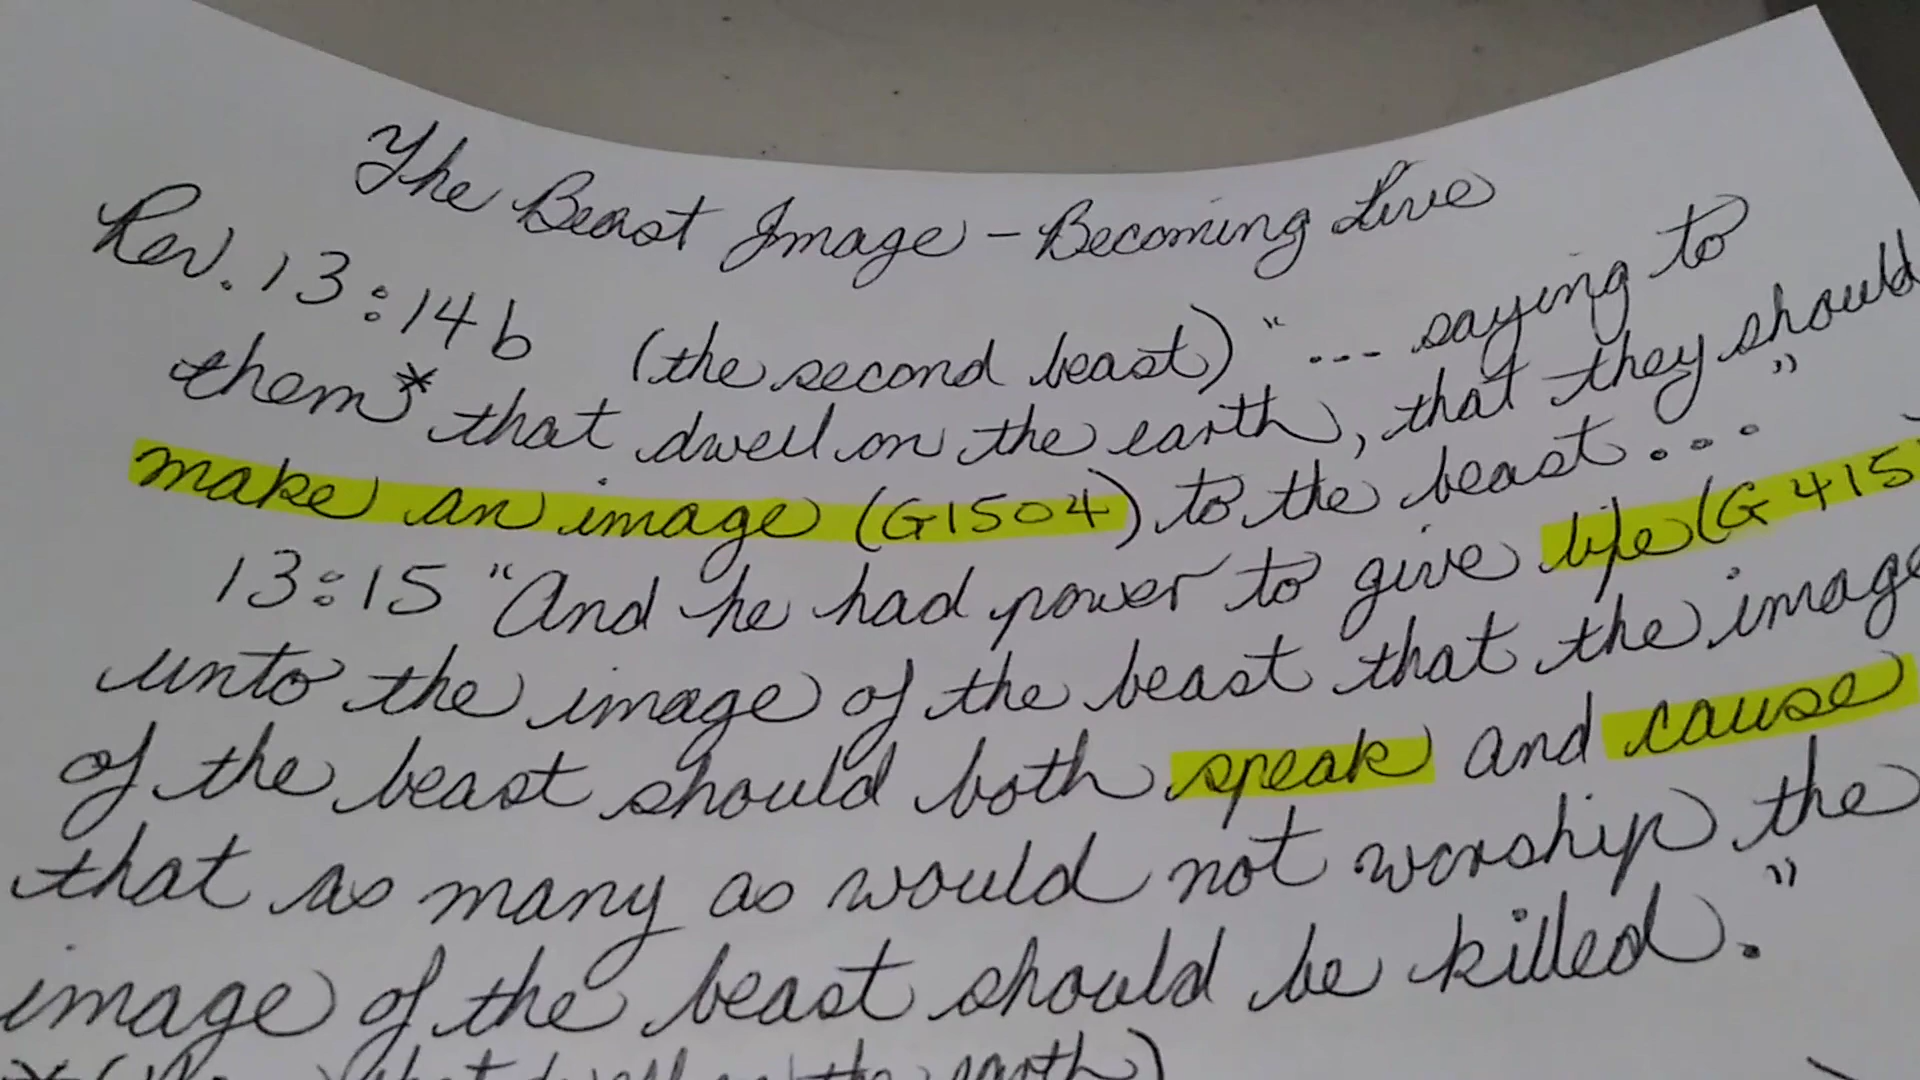 The Beast Image - Becoming Live
Rev. 13:14b (the second beast) "... saying to
them* that dwell on the earth, that they should
make an image (G1504) to the beast..."
13:15 "And he had power to give life (G 415
unto the image of the beast that the image
of the beast should both speak and cause
that as many as would not worship the
image of the beast should be killed."
the earth)